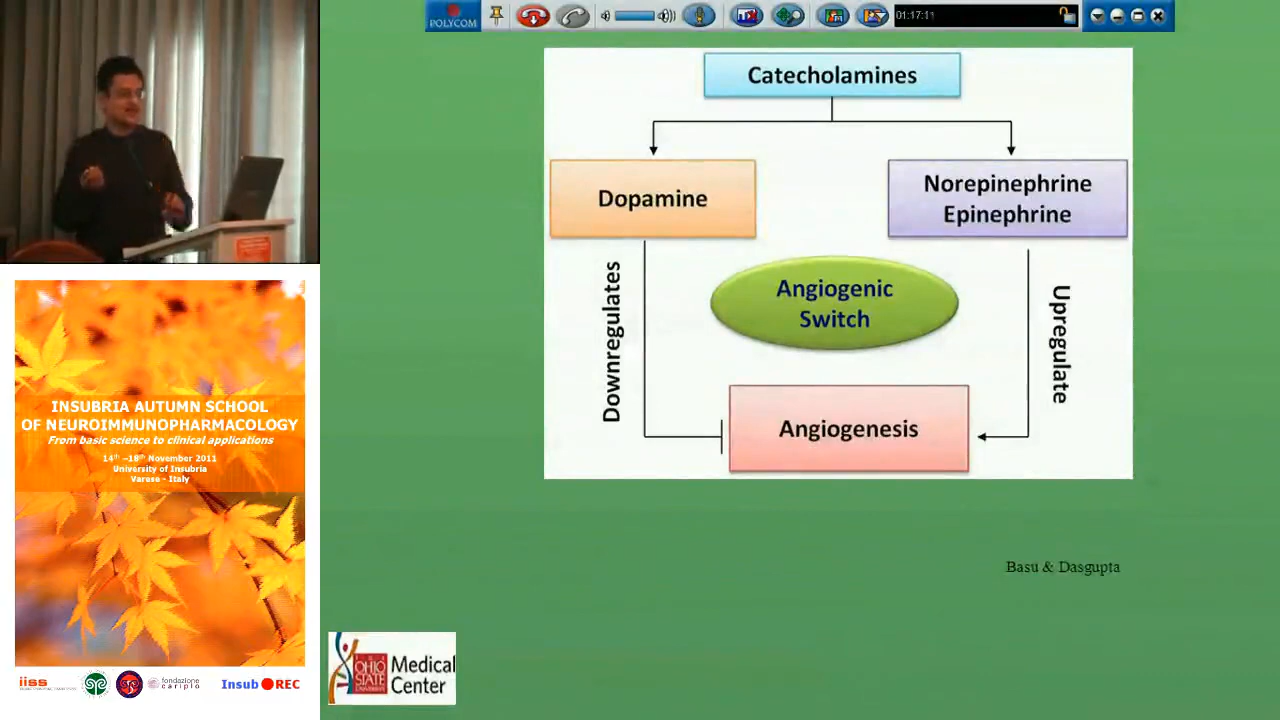 POLYCOM
01:17:11
Catecholamines
Dopamine
Norepinephrine
Epinephrine
Downregulates
Angiogenic
Switch
Upregulate
Angiogenesis
Basu & Dasgupta
INSUBRIA AUTUMN SCHOOL
OF NEUROIMMUNOPHARMACOLOGY
From basic science to clinical applications
14th –18th November 2011
University of Insubria
Varese - Italy
iiss
fondazione
cariplo
Insub REC
OHIO
STATE
Medical
Center